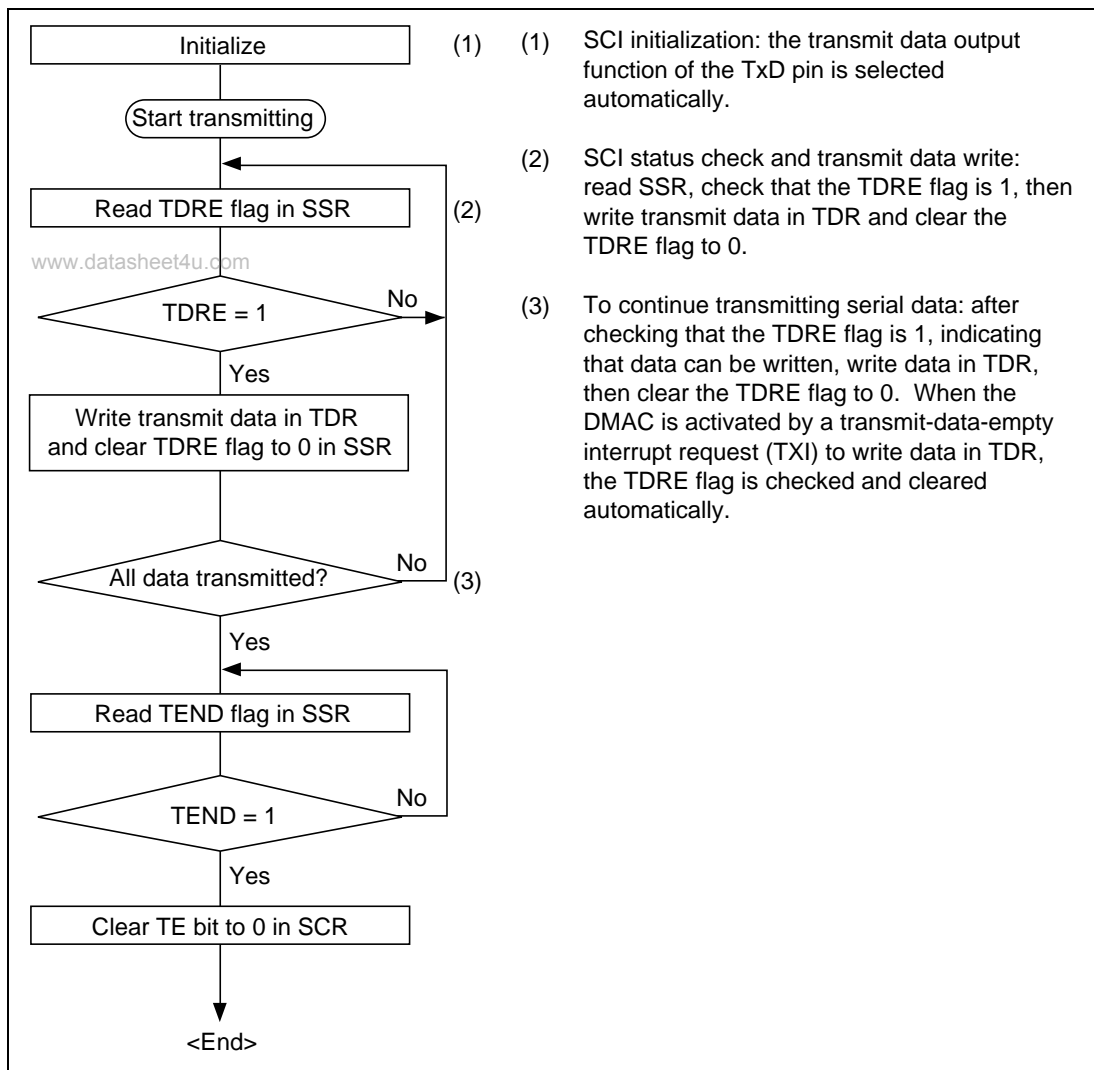 Initialize
(1)
Start transmitting
Read TDRE flag in SSR
(2)
www.datasheet4u.com
TDRE = 1
No
Yes
Write transmit data in TDR
and clear TDRE flag to 0 in SSR
All data transmitted?
No
(3)
Yes
Read TEND flag in SSR
TEND = 1
No
Yes
Clear TE bit to 0 in SCR
<End>
(1) SCI initialization: the transmit data output
function of the TxD pin is selected
automatically.
(2) SCI status check and transmit data write:
read SSR, check that the TDRE flag is 1, then
write transmit data in TDR and clear the
TDRE flag to 0.
(3) To continue transmitting serial data: after
checking that the TDRE flag is 1, indicating
that data can be written, write data in TDR,
then clear the TDRE flag to 0.  When the
DMAC is activated by a transmit-data-empty
interrupt request (TXI) to write data in TDR,
the TDRE flag is checked and cleared
automatically.